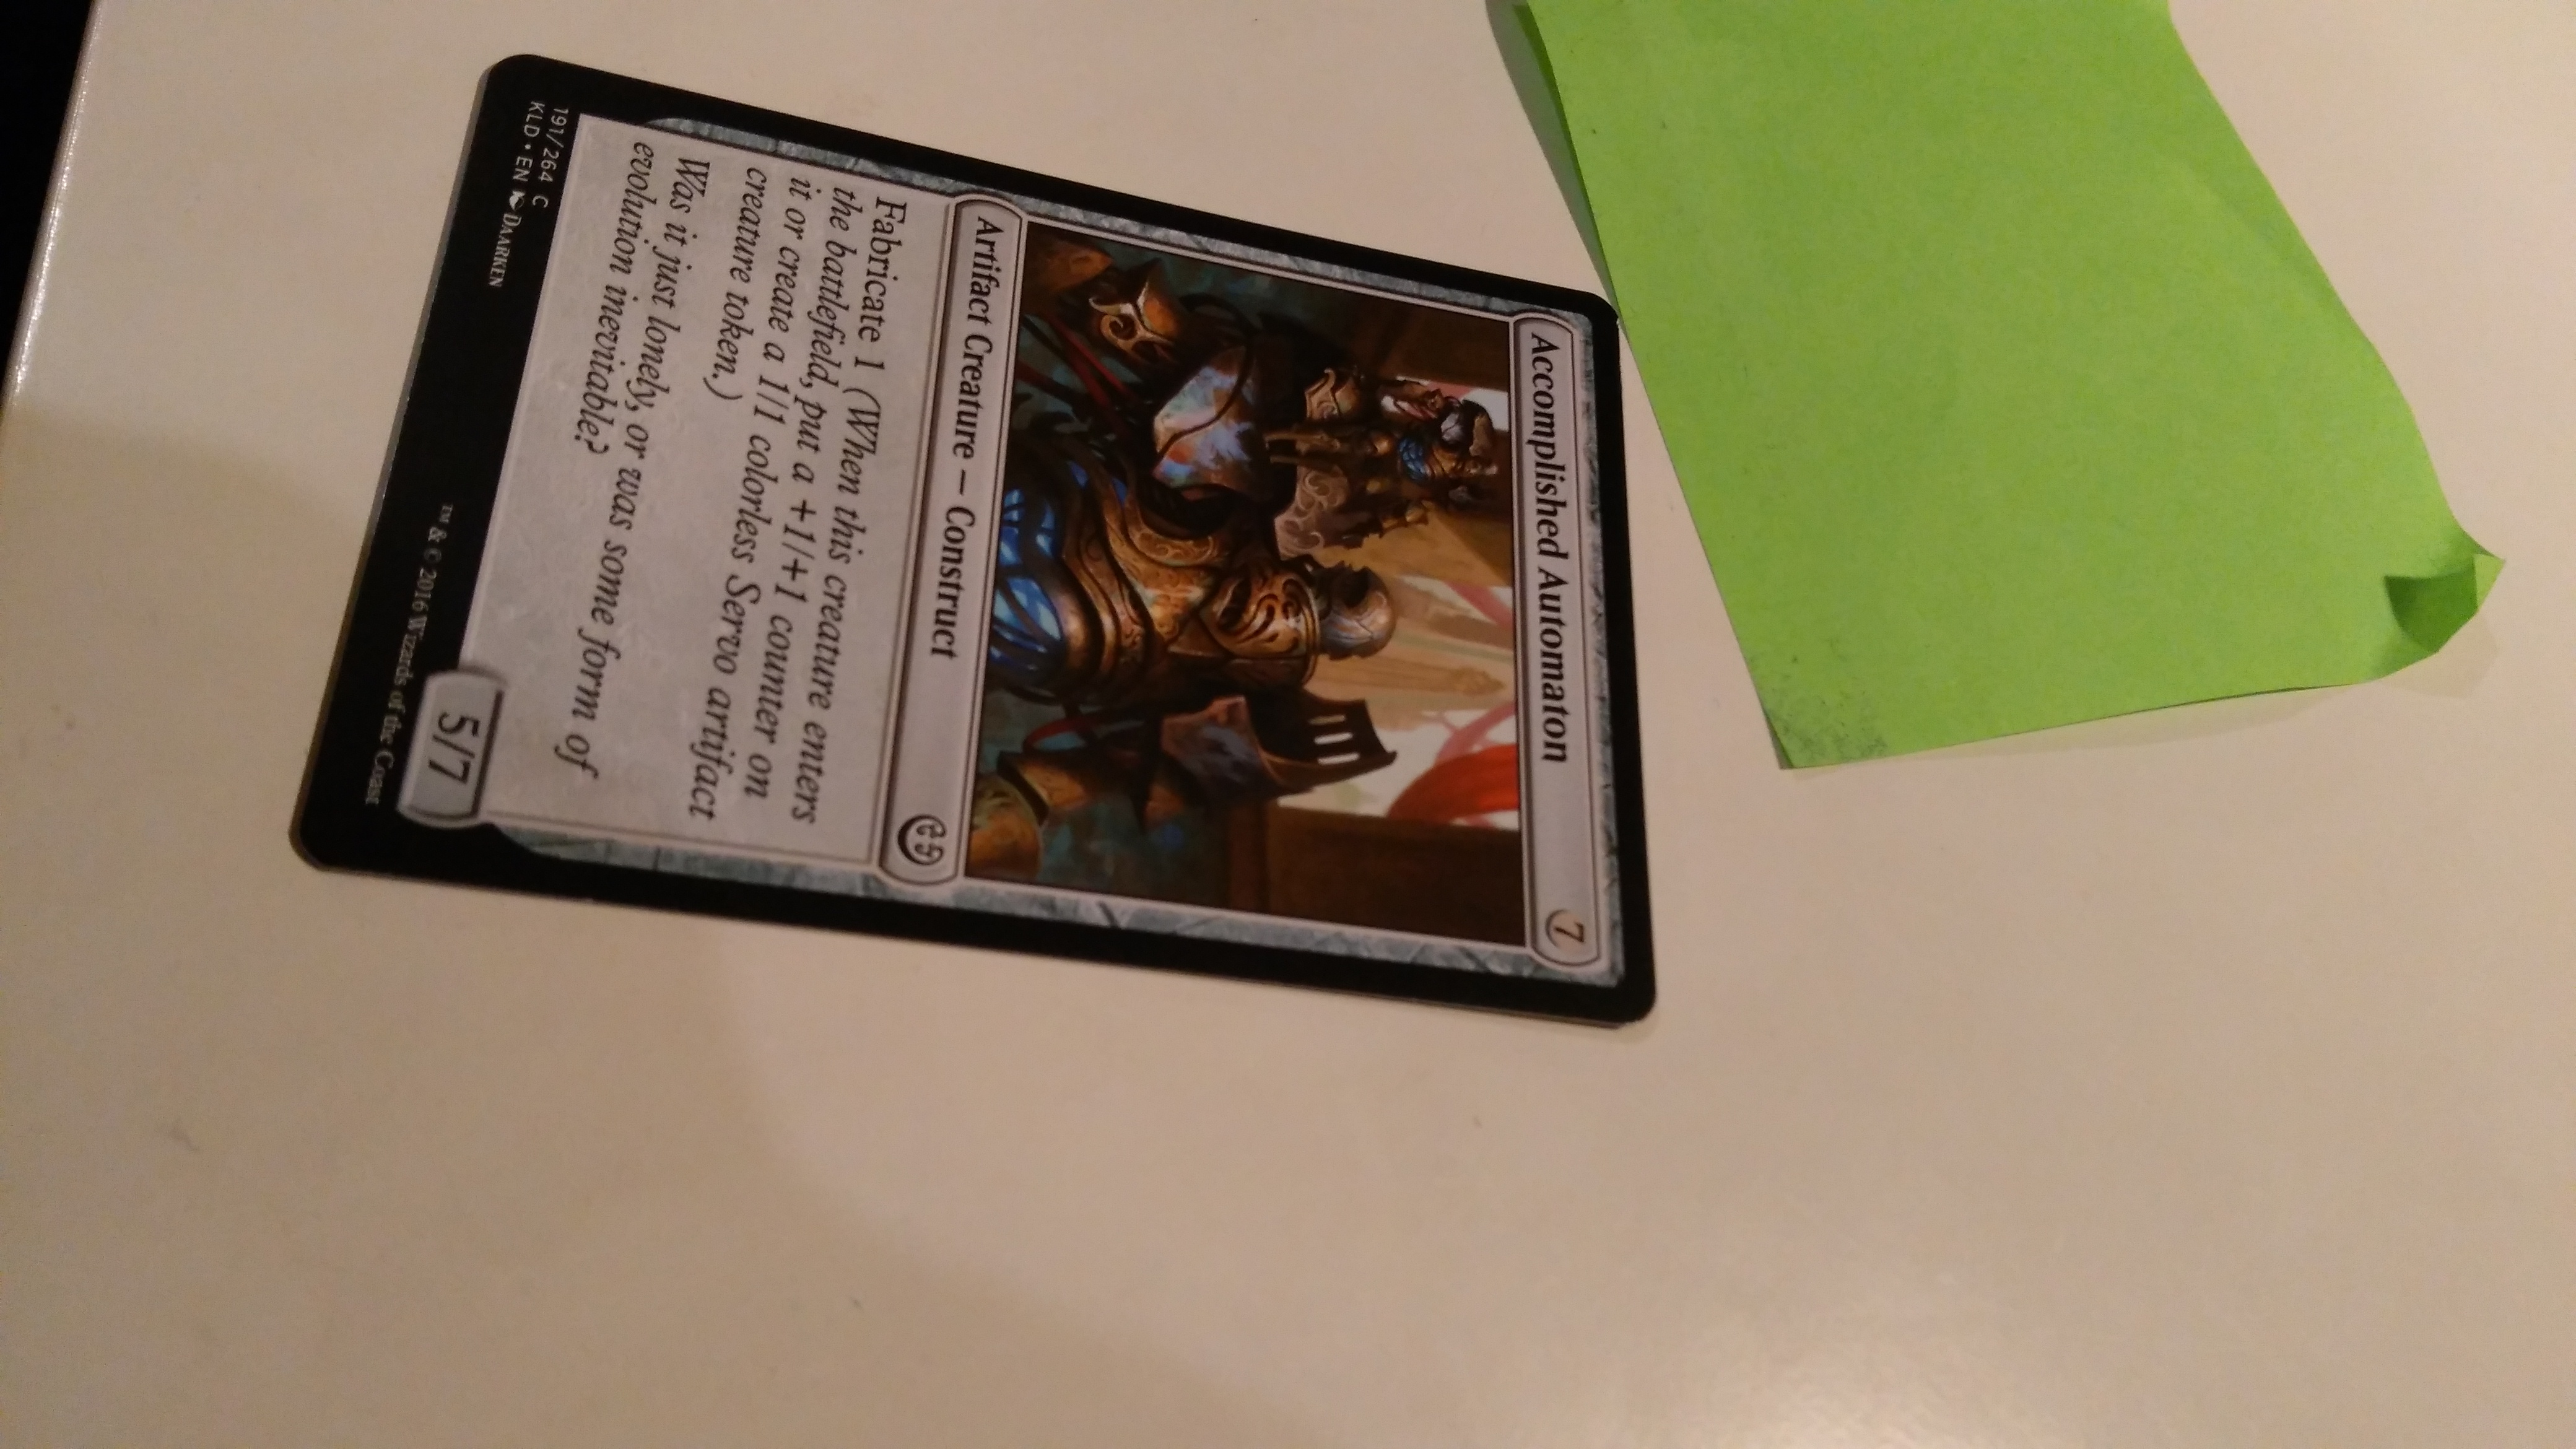 Accomplished Automaton 7
Artifact Creature – Construct
Fabricate 1 (When this creature enters
the battlefield, put a +1/+1 counter on
it or create a 1/1 colorless Servo artifact
creature token.)
Was it just lonely, or was some form of
evolution inevitable?
5/7
191/264 C
KLD • EN DAARKEN
™ & © 2016 Wizards of the Coast